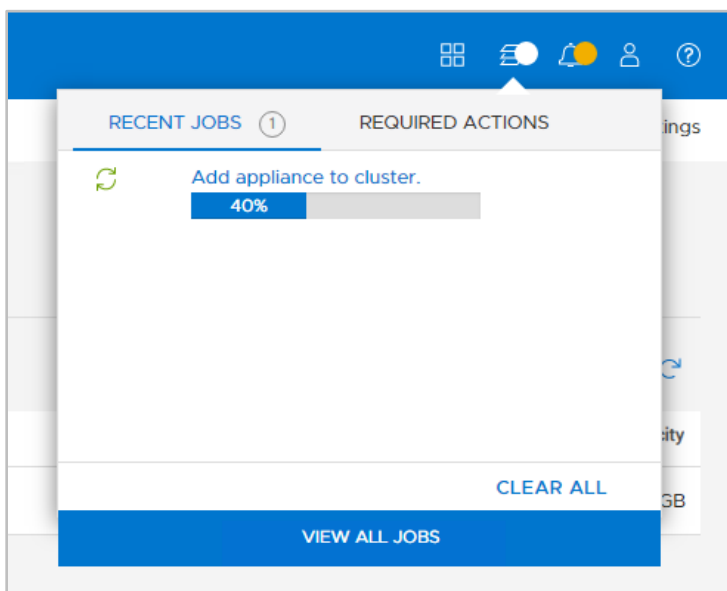 RECENT JOBS 1 REQUIRED ACTIONS
ings
Add appliance to cluster.
40%
city
CLEAR ALL
GB
VIEW ALL JOBS